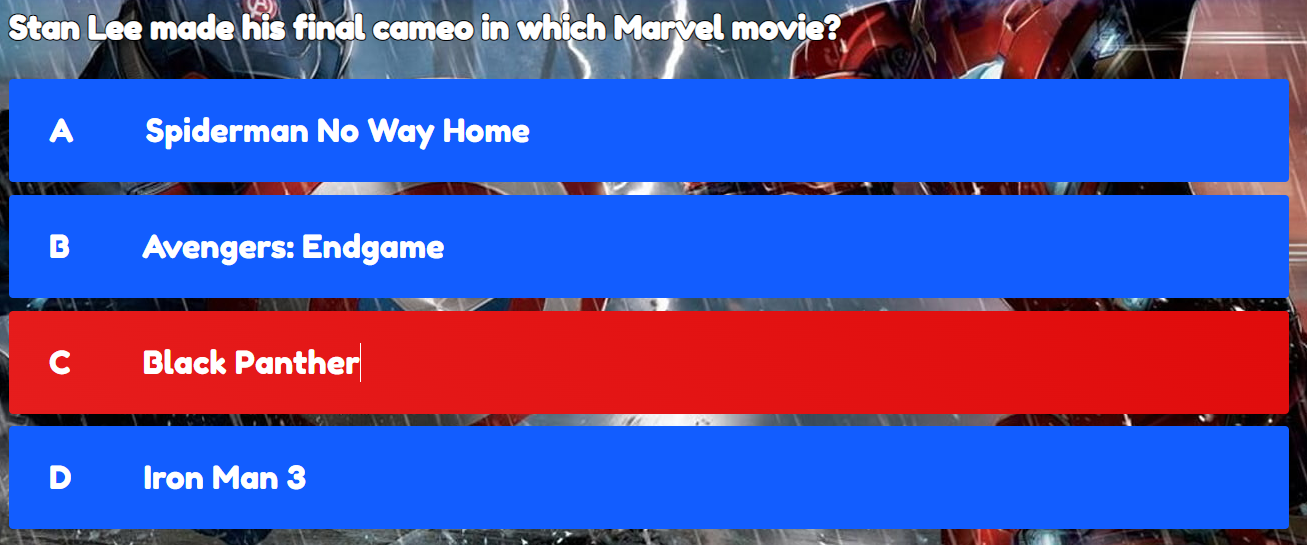 Stan Lee made his final cameo in which Marvel movie?
A Spiderman No Way Home
B Avengers: Endgame
C Black Panther
D Iron Man 3